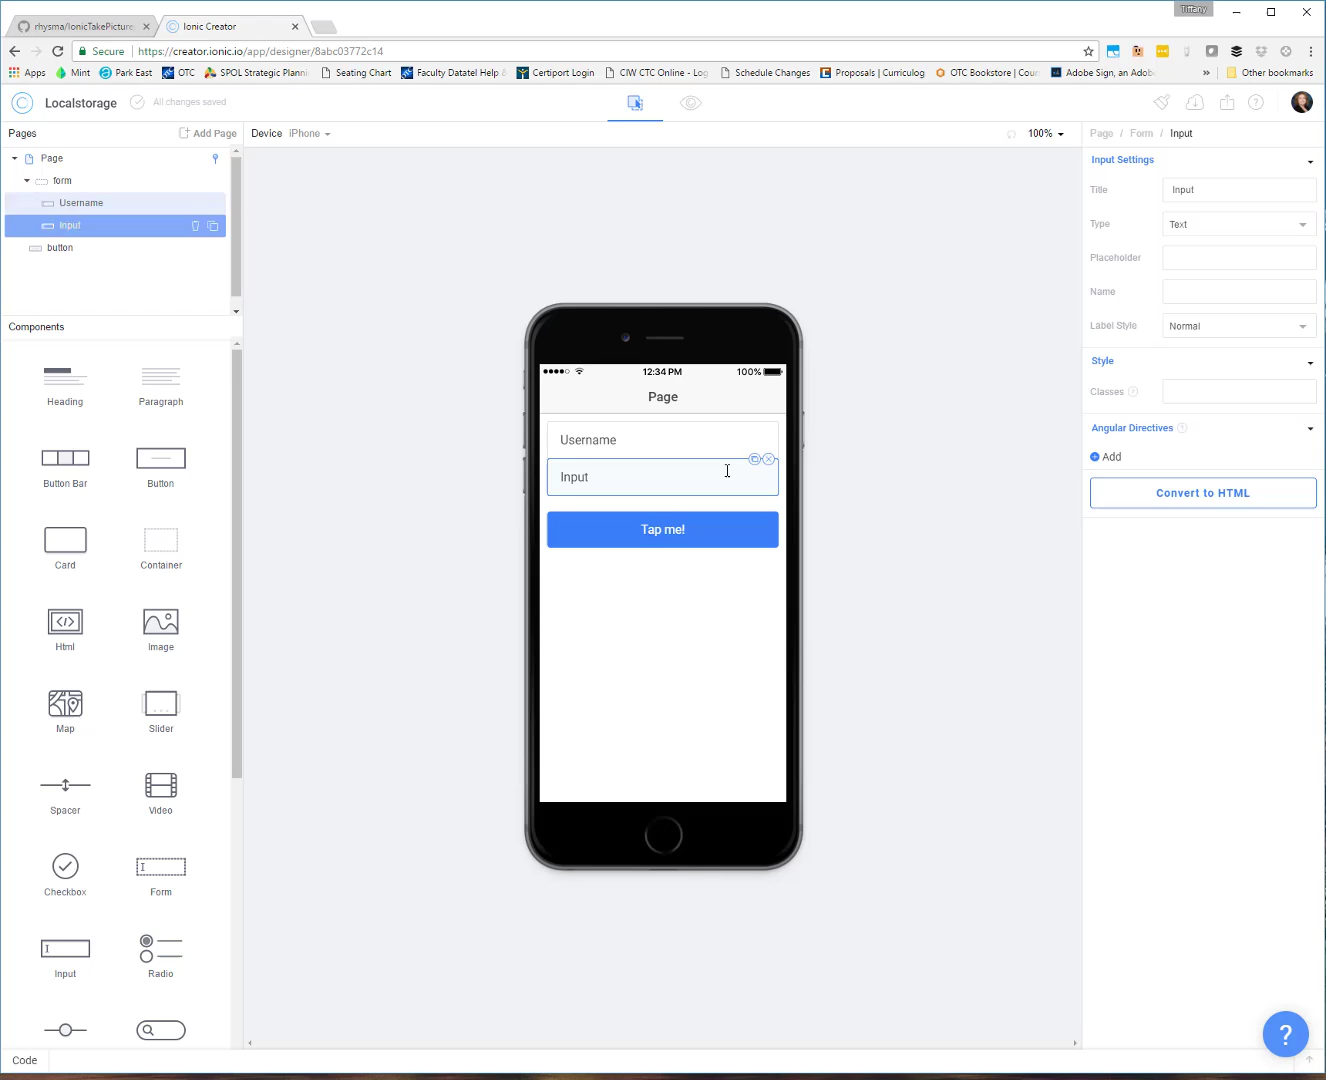 Tiffany
rhysma/IonicTakePicture:
Ionic Creator
Secure
https://creator.ionic.io/app/designer/8abc03772c14
Apps
Mint
Park East
OTC
SPOL Strategic Planni
Seating Chart
Faculty Datatel Help &
Certiport Login
CIW CTC Online - Log
Schedule Changes
Proposals | Curriculog
OTC Bookstore | Cour
Adobe Sign, an Adob
»
Other bookmarks
Localstorage
All changes saved
Pages
Add Page
Device iPhone
100%
Page / Form / Input
Page
form
Username
Input
button
Components
Heading
Paragraph
Button Bar
Button
Card
Container
Html
Image
Map
Slider
Spacer
Video
Checkbox
Form
Input
Radio
Code
12:34 PM
100%
Page
Username
Input
Tap me!
Input Settings
Title Input
Type Text
Placeholder
Name
Label Style Normal
Style
Classes ?
Angular Directives ?
Add
Convert to HTML
?